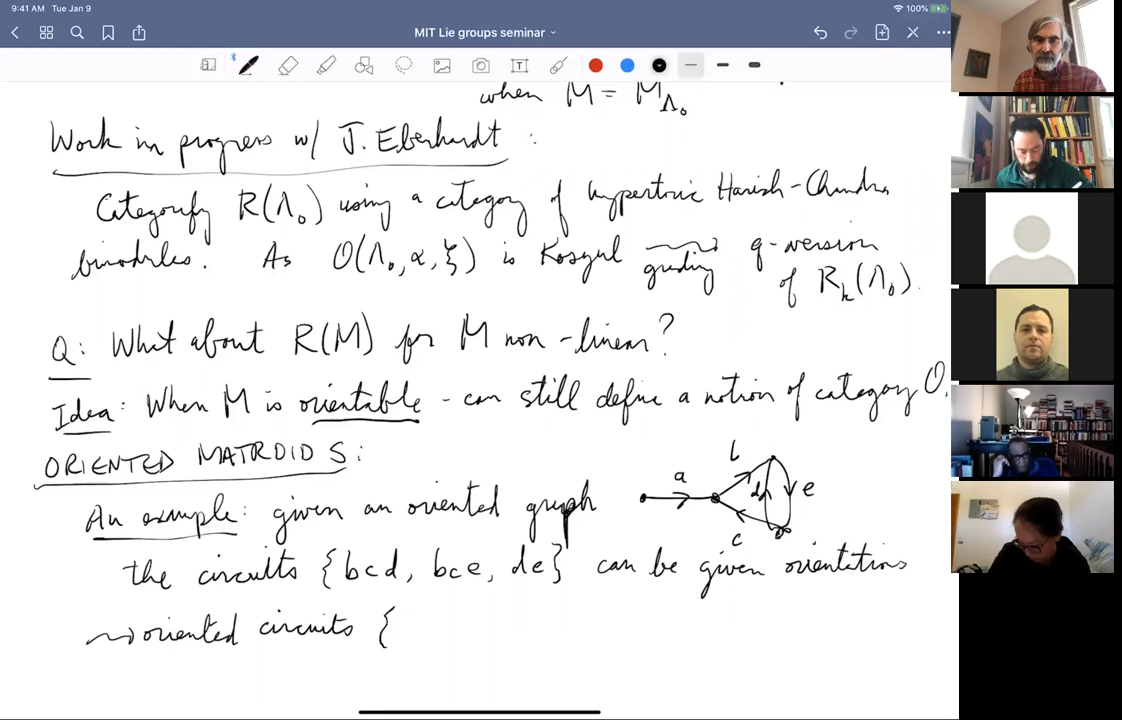 9:41 AM Tue Jan 9
100%
MIT Lie groups seminar
when M = M_Λ₀
Work in progress w/ J. Eberhardt :
Categorify R(Λ₀) using a category of hypertoric Harish-Chandra
bimodules. As O(Λ₀, α, ξ) is Koszul ⇝ grading q-version
of R_k(Λ₀).
Q: What about R(M) for M non-linear?
Idea: When M is orientable - can still define a notion of category O.
ORIENTED MATROIDS:
An example: given an oriented graph
a b c d e
the circuits {bcd, bce, de} can be given orientations
⇝ oriented circuits {